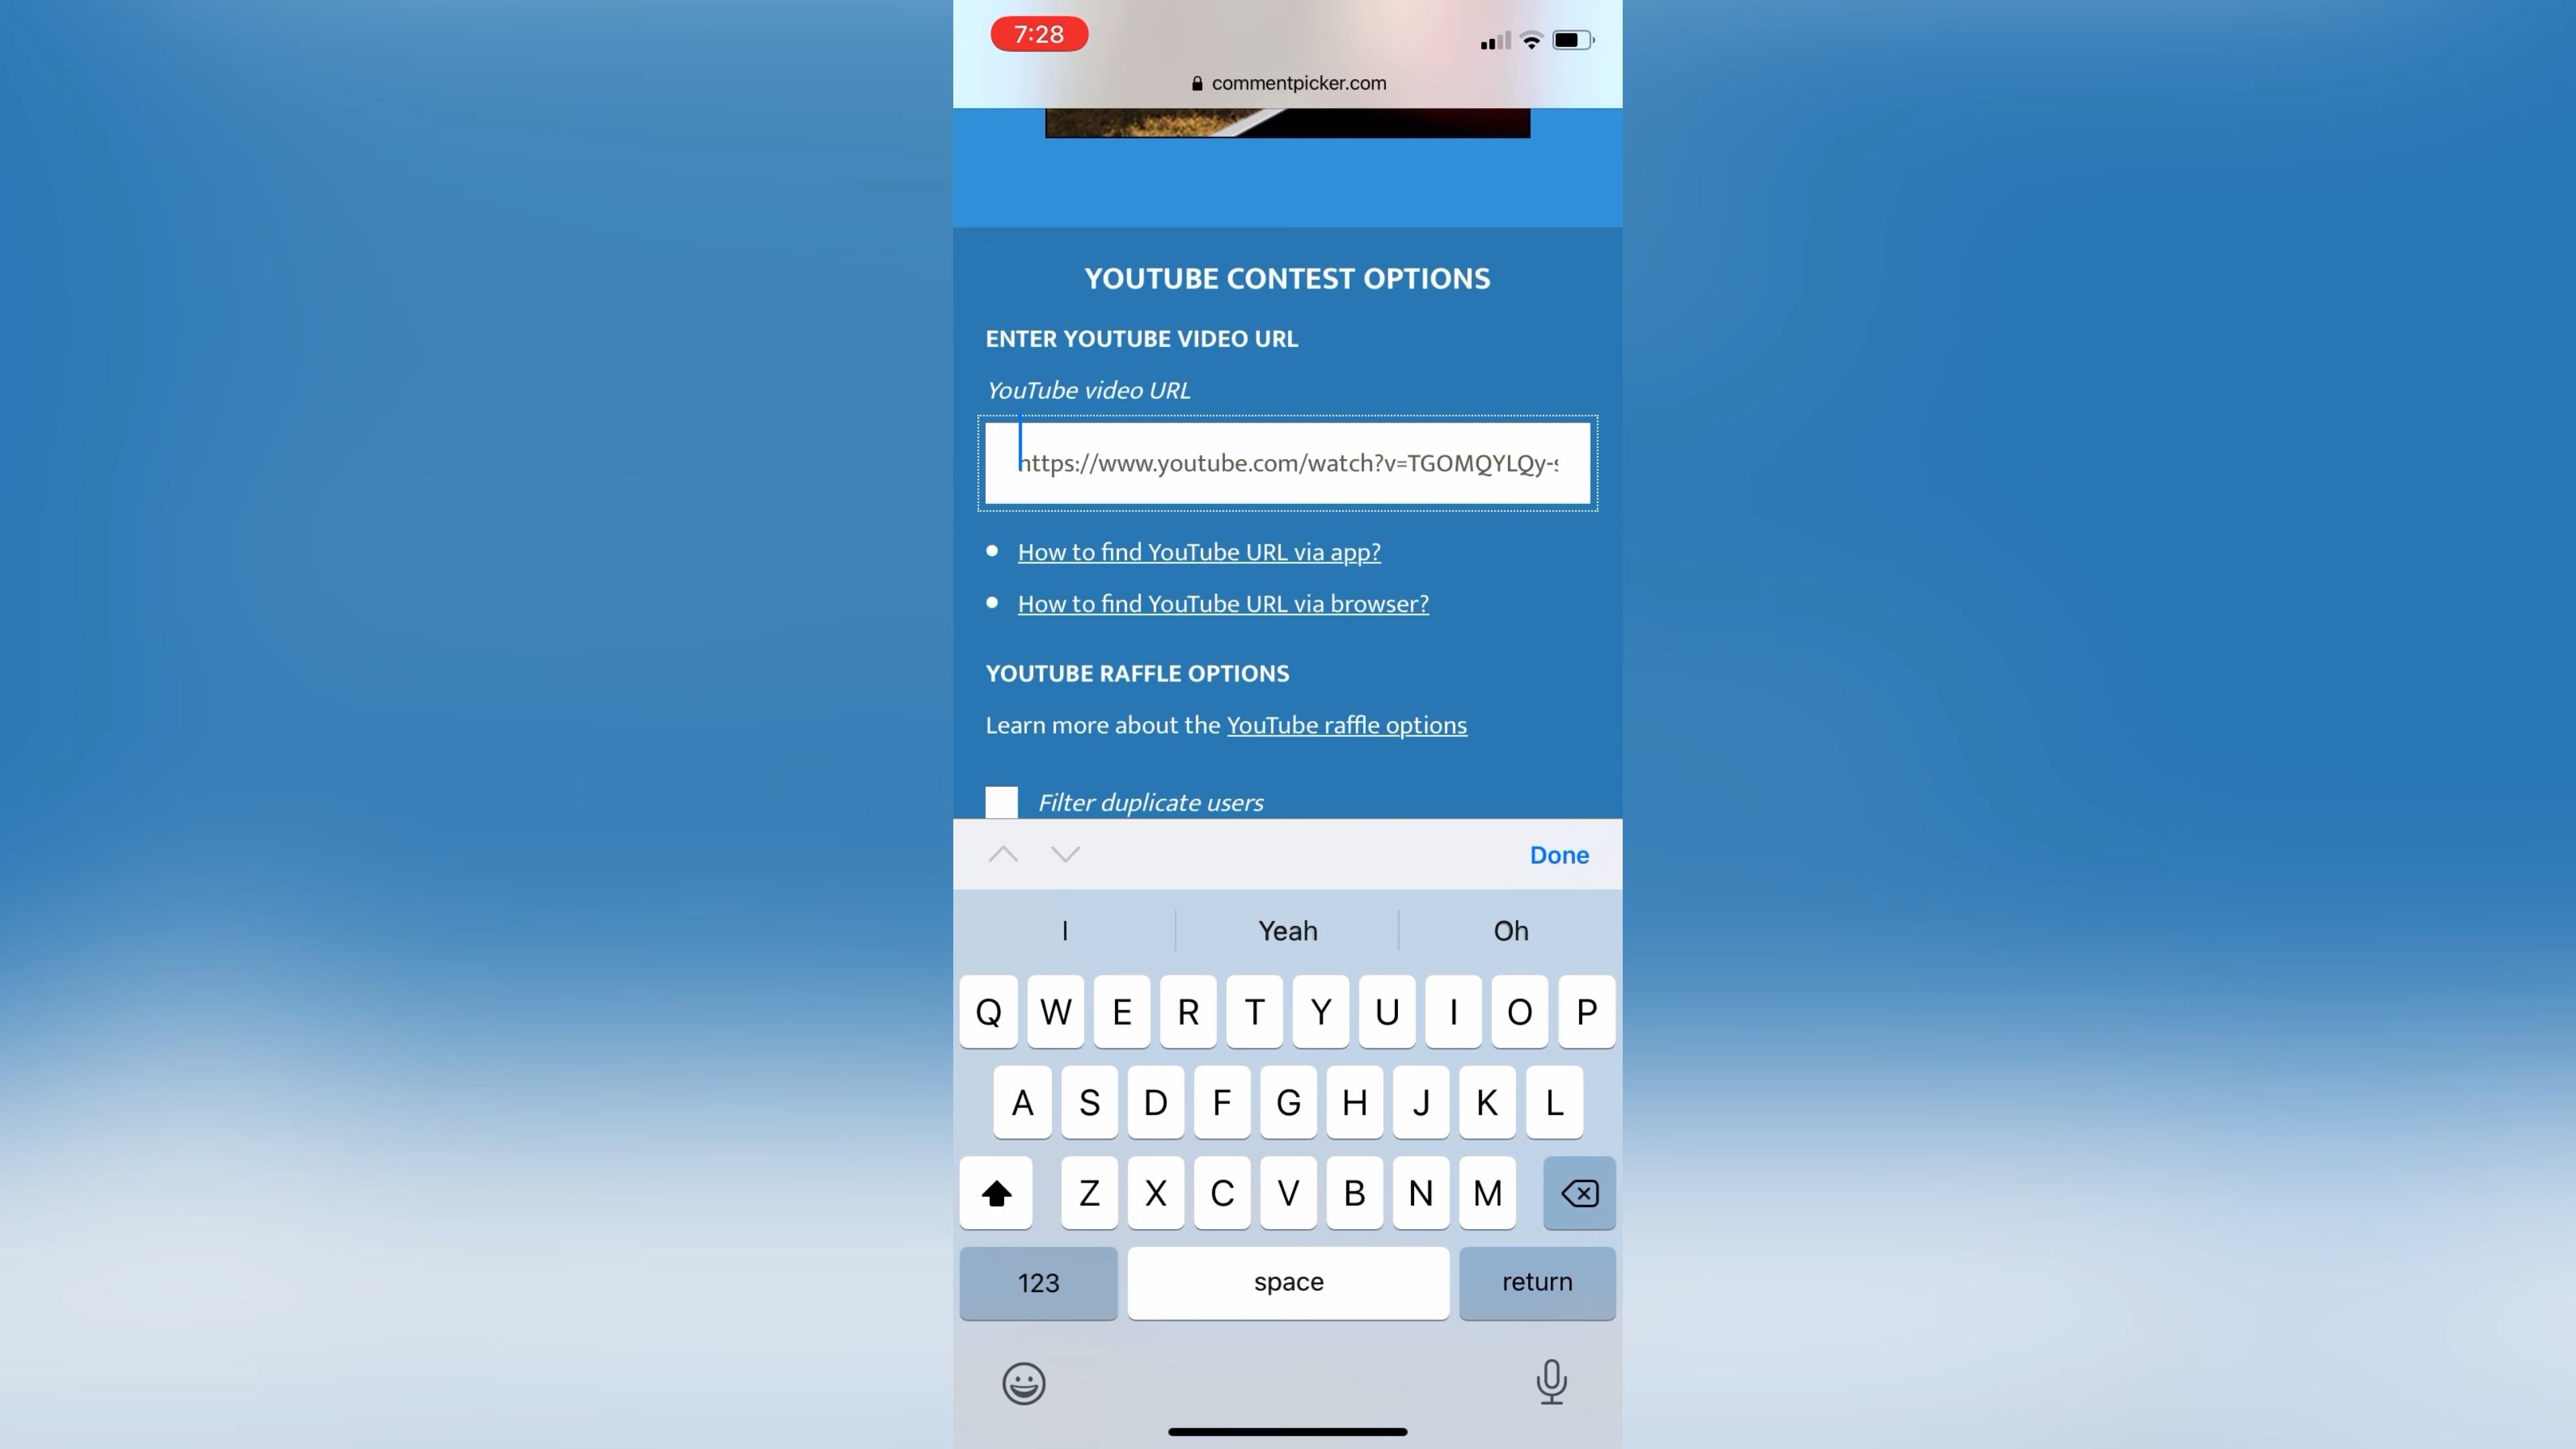 7:28
commentpicker.com
YOUTUBE CONTEST OPTIONS
ENTER YOUTUBE VIDEO URL
YouTube video URL
https://www.youtube.com/watch?v=TGOMQYLQy-
How to find YouTube URL via app?
How to find YouTube URL via browser?
YOUTUBE RAFFLE OPTIONS
Learn more about the YouTube raffle options
Filter duplicate users
Done
I Yeah Oh
Q W E R T Y U I O P
A S D F G H J K L
Z X C V B N M
123 space return